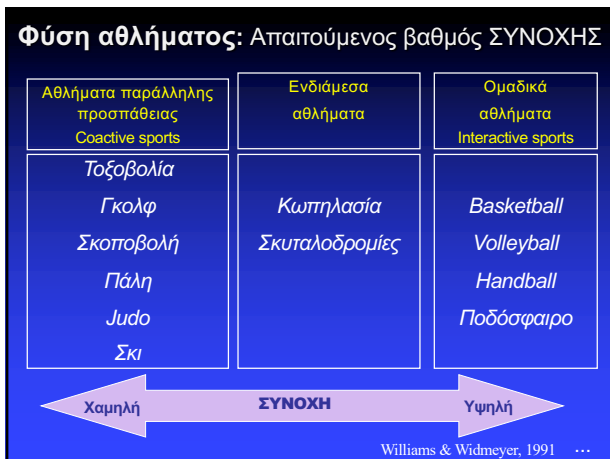 Φύση αθλήματος: Απαιτούμενος βαθμός ΣΥΝΟΧΗΣ
Αθλήματα παράλληλης
προσπάθειας
Coactive sports
Τοξοβολία
Γκολφ
Σκοποβολή
Πάλη
Judo
Σκι
Ενδιάμεσα
αθλήματα
Κωπηλασία
Σκυταλοδρομίες
Ομαδικά
αθλήματα
Interactive sports
Basketball
Volleyball
Handball
Ποδόσφαιρο
Χαμηλή
ΣΥΝΟΧΗ
Υψηλή
Williams & Widmeyer, 1991 ...